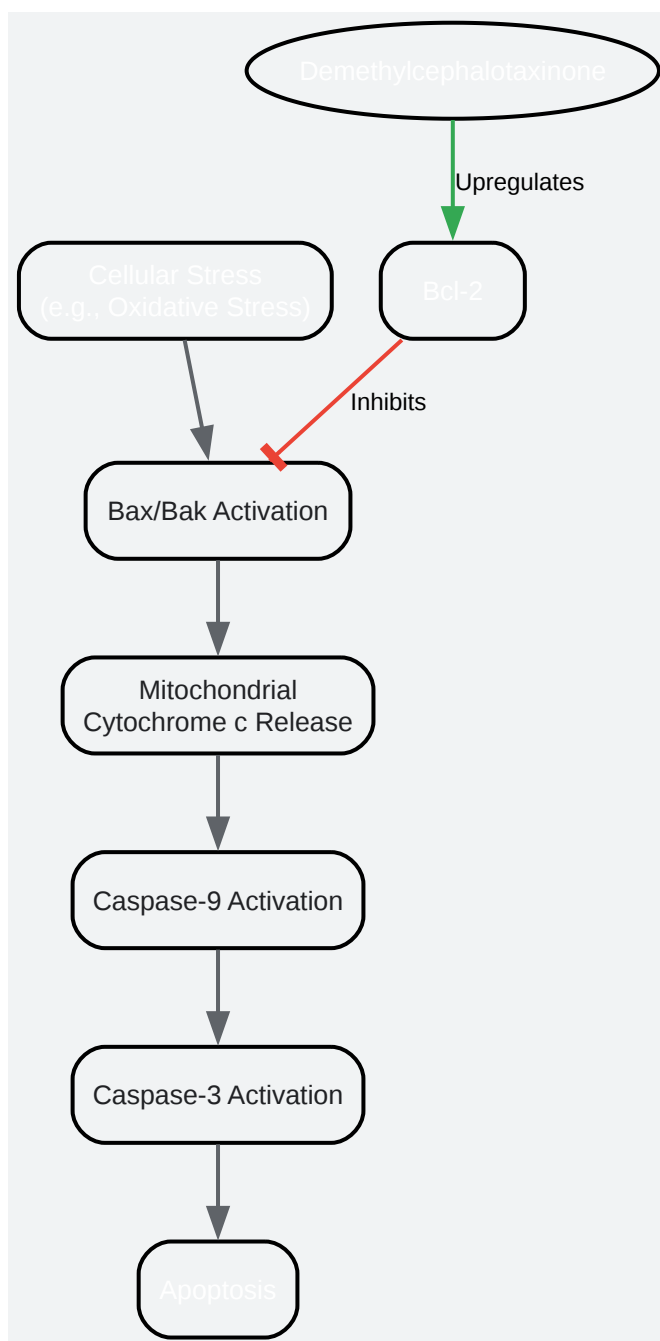 Demethylcephalotaxinone
Upregulates
Cellular Stress
(e.g., Oxidative Stress)
Bcl-2
Inhibits
Bax/Bak Activation
Mitochondrial
Cytochrome c Release
Caspase-9 Activation
Caspase-3 Activation
Apoptosis